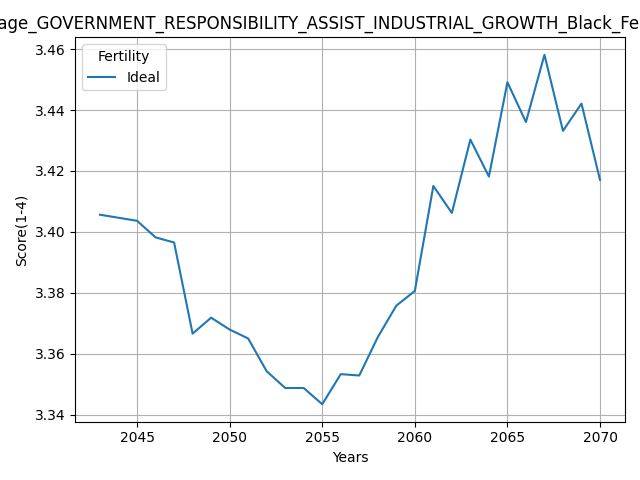 age_GOVERNMENT_RESPONSIBILITY_ASSIST_INDUSTRIAL_GROWTH_Black_Fe
Fertility
Ideal
3.46
3.44
3.42
3.40
3.38
3.36
3.34
Score(1-4)
2045 2050 2055 2060 2065 2070
Years